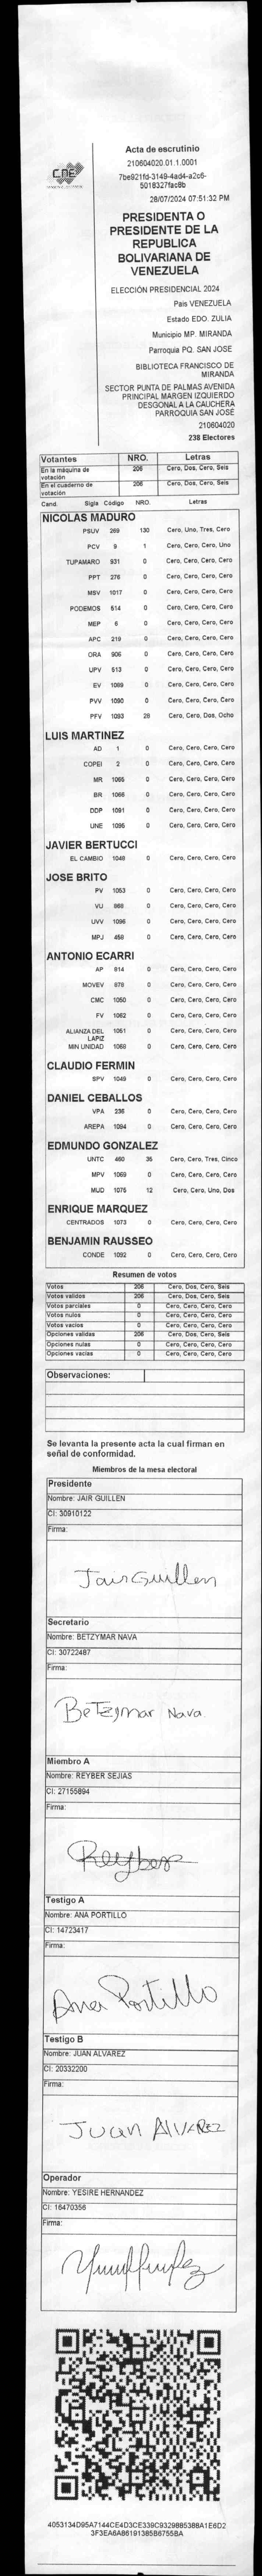 CNE
Acta de escrutinio
210604020.01.1.0001
7be921fd-3149-4ad4-a2c6-
5018327fac6b
28/07/2024 07:51:32 PM
PRESIDENTA O
PRESIDENTE DE LA
REPUBLICA
BOLIVARIANA DE
VENEZUELA
ELECCIÓN PRESIDENCIAL 2024
Pais VENEZUELA
Estado EDO. ZULIA
Municipio MP. MIRANDA
Parroquia PQ. SAN JOSE
BIBLIOTECA FRANCISCO DE
MIRANDA
SECTOR PUNTA DE PALMAS AVENIDA
PRINCIPAL MARGEN IZQUIERDO
DESGONAL A LA CAUCHERA
PARROQUIA SAN JOSÉ
210604020
238 Electores
Votantes NRO. Letras
En la máquina de votación 206 Cero, Dos, Cero, Seis
En el cuaderno de votación 206 Cero, Dos, Cero, Seis
Cand. Sigla Código NRO. Letras
NICOLAS MADURO
PSUV 269 130 Cero, Uno, Tres, Cero
PCV 9 1 Cero, Cero, Cero, Uno
TUPAMARO 931 0 Cero, Cero, Cero, Cero
PPT 276 0 Cero, Cero, Cero, Cero
MSV 1017 0 Cero, Cero, Cero, Cero
PODEMOS 514 0 Cero, Cero, Cero, Cero
MEP 6 0 Cero, Cero, Cero, Cero
APC 219 0 Cero, Cero, Cero, Cero
ORA 906 0 Cero, Cero, Cero, Cero
UPV 513 0 Cero, Cero, Cero, Cero
EV 1089 0 Cero, Cero, Cero, Cero
PVV 1090 0 Cero, Cero, Cero, Cero
PFV 1093 28 Cero, Cero, Dos, Ocho
LUIS MARTINEZ
AD 1 0 Cero, Cero, Cero, Cero
COPEI 2 0 Cero, Cero, Cero, Cero
MR 1065 0 Cero, Cero, Cero, Cero
BR 1066 0 Cero, Cero, Cero, Cero
DDP 1091 0 Cero, Cero, Cero, Cero
UNE 1095 0 Cero, Cero, Cero, Cero
JAVIER BERTUCCI
EL CAMBIO 1048 0 Cero, Cero, Cero, Cero
JOSE BRITO
PV 1053 0 Cero, Cero, Cero, Cero
VU 868 0 Cero, Cero, Cero, Cero
UVV 1096 0 Cero, Cero, Cero, Cero
MPJ 458 0 Cero, Cero, Cero, Cero
ANTONIO ECARRI
AP 814 0 Cero, Cero, Cero, Cero
MOVEV 878 0 Cero, Cero, Cero, Cero
CMC 1050 0 Cero, Cero, Cero, Cero
FV 1062 0 Cero, Cero, Cero, Cero
ALIANZA DEL LAPIZ 1051 0 Cero, Cero, Cero, Cero
MIN UNIDAD 1068 0 Cero, Cero, Cero, Cero
CLAUDIO FERMIN
SPV 1049 0 Cero, Cero, Cero, Cero
DANIEL CEBALLOS
VPA 236 0 Cero, Cero, Cero, Cero
AREPA 1094 0 Cero, Cero, Cero, Cero
EDMUNDO GONZALEZ
UNTC 460 35 Cero, Cero, Tres, Cinco
MPV 1069 0 Cero, Cero, Cero, Cero
MUD 1075 12 Cero, Cero, Uno, Dos
ENRIQUE MARQUEZ
CENTRADOS 1073 0 Cero, Cero, Cero, Cero
BENJAMIN RAUSSEO
CONDE 1092 0 Cero, Cero, Cero, Cero
Resumen de votos
Votos 206 Cero, Dos, Cero, Seis
Votos validos 206 Cero, Dos, Cero, Seis
Votos parciales 0 Cero, Cero, Cero, Cero
Votos nulos 0 Cero, Cero, Cero, Cero
Votos vacios 0 Cero, Cero, Cero, Cero
Opciones validas 206 Cero, Dos, Cero, Seis
Opciones nulas 0 Cero, Cero, Cero, Cero
Opciones vacias 0 Cero, Cero, Cero, Cero
Observaciones:
Se levanta la presente acta la cual firman en
señal de conformidad.
Miembros de la mesa electoral
Presidente
Nombre: JAIR GUILLEN
CI: 30910122
Firma:
Jair Guillen
Secretario
Nombre: BETZYMAR NAVA
CI: 30722487
Firma:
Betzymar Nava
Miembro A
Nombre: REYBER SEJIAS
CI: 27155894
Firma:
Reyber
Testigo A
Nombre: ANA PORTILLO
CI: 14723417
Firma:
Ana Portillo
Testigo B
Nombre: JUAN ALVAREZ
CI: 20332200
Firma:
Juan Alvarez
Operador
Nombre: YESIRE HERNANDEZ
CI: 16470356
Firma:
4053134D95A7144CE4D3CE339C9329885388A1E6D2
3F3EA6A86191385B6755BA